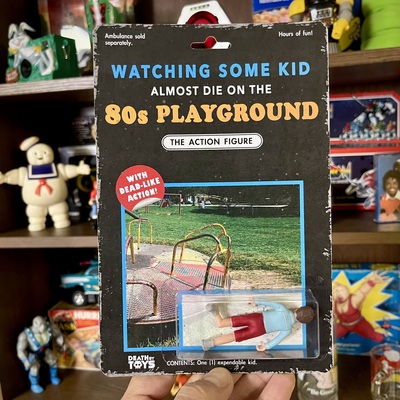 Ambulance sold
separately.
Hours of fun!
WATCHING SOME KID
ALMOST DIE ON THE
80s PLAYGROUND
THE ACTION FIGURE
WITH
DEAD-LIKE
ACTION!
DEATH BY
TOYS
CONTENTS: One (1) expendable kid.